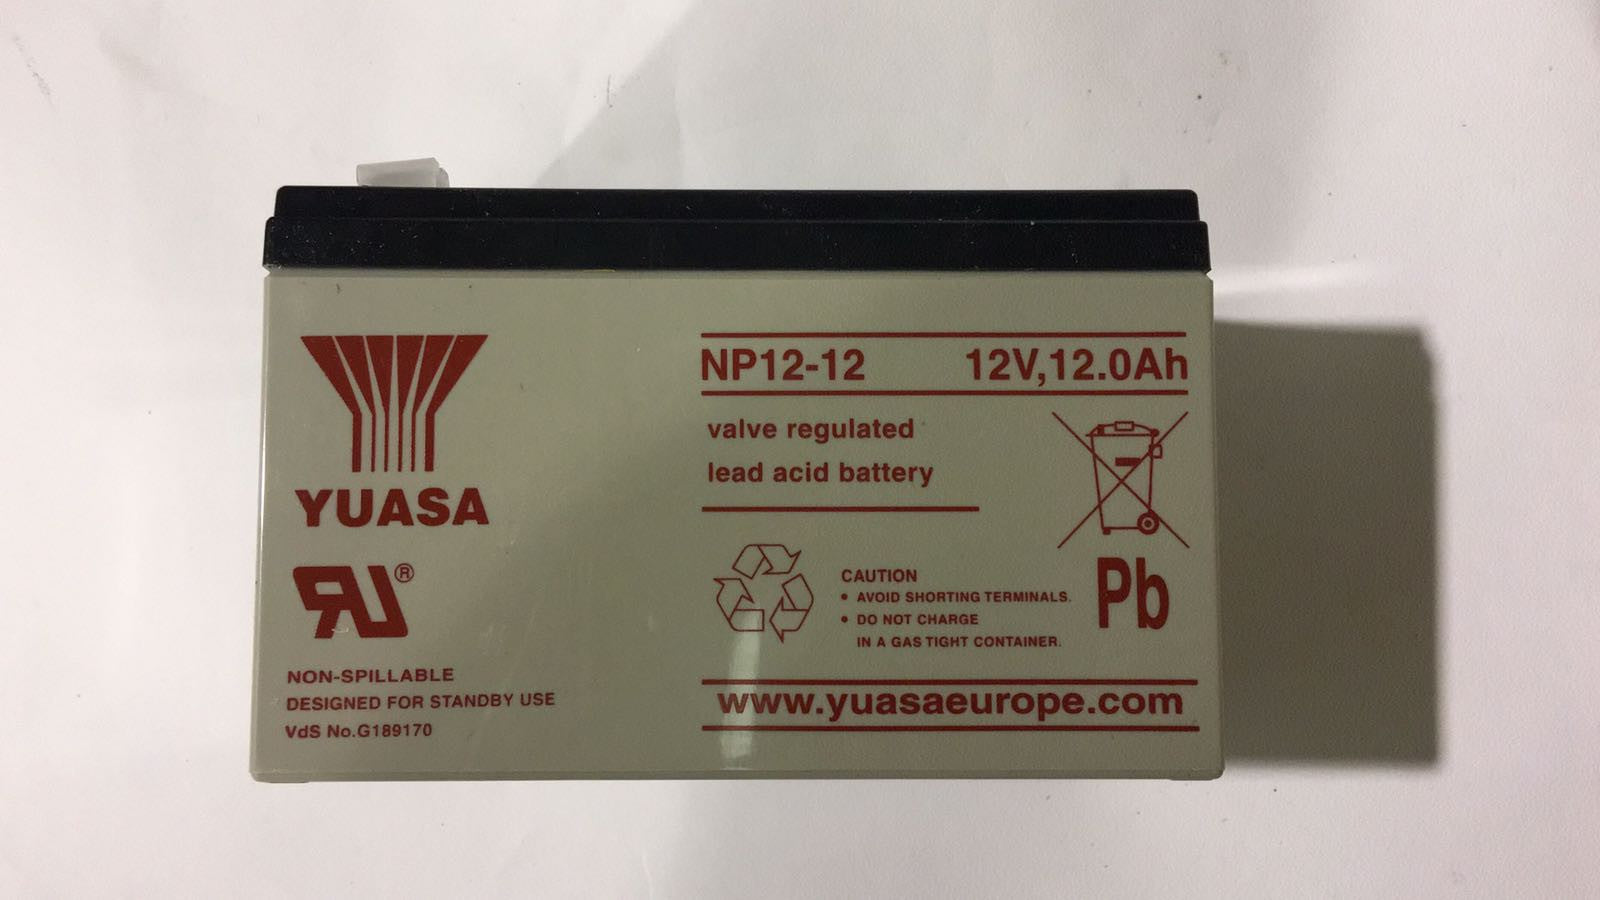 YUASA
RU®
NON-SPILLABLE
DESIGNED FOR STANDBY USE
VdS No.G189170
NP12-12 12V,12.0Ah
valve regulated
lead acid battery
CAUTION
• AVOID SHORTING TERMINALS.
• DO NOT CHARGE
IN A GAS TIGHT CONTAINER.
Pb
www.yuasaeurope.com